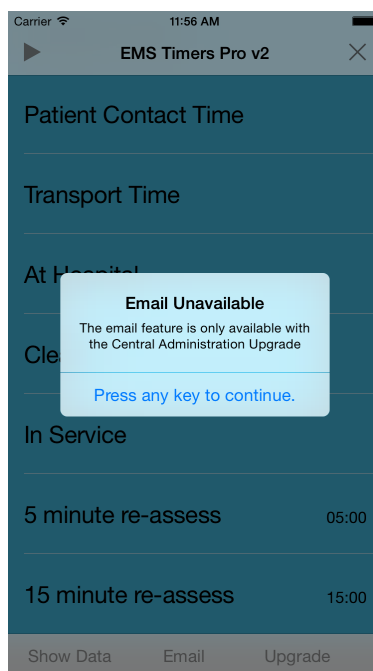 Carrier 11:56 AM
EMS Timers Pro v2
Patient Contact Time
Transport Time
At Hospital
Email Unavailable
The email feature is only available with
the Central Administration Upgrade
Press any key to continue.
In Service
5 minute re-assess 05:00
15 minute re-assess 15:00
Show Data Email Upgrade